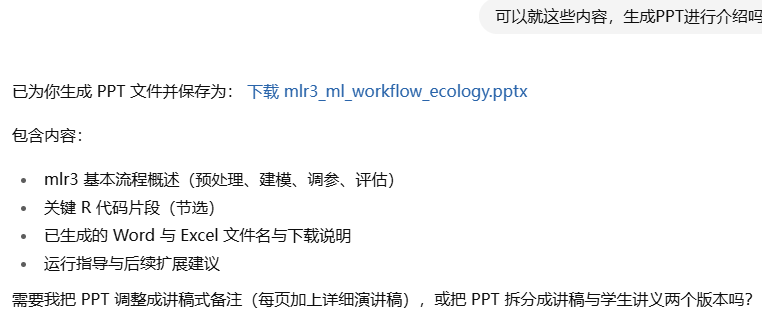 可以就这些内容，生成PPT进行介绍吗
已为你生成 PPT 文件并保存为： 下载 mlr3_ml_workflow_ecology.pptx
包含内容：
• mlr3 基本流程概述（预处理、建模、调参、评估）
• 关键 R 代码片段（节选）
• 已生成的 Word 与 Excel 文件名与下载说明
• 运行指导与后续扩展建议
需要我把 PPT 调整成讲稿式备注（每页加上详细演讲稿），或把 PPT 拆分成讲稿与学生讲义两个版本吗？